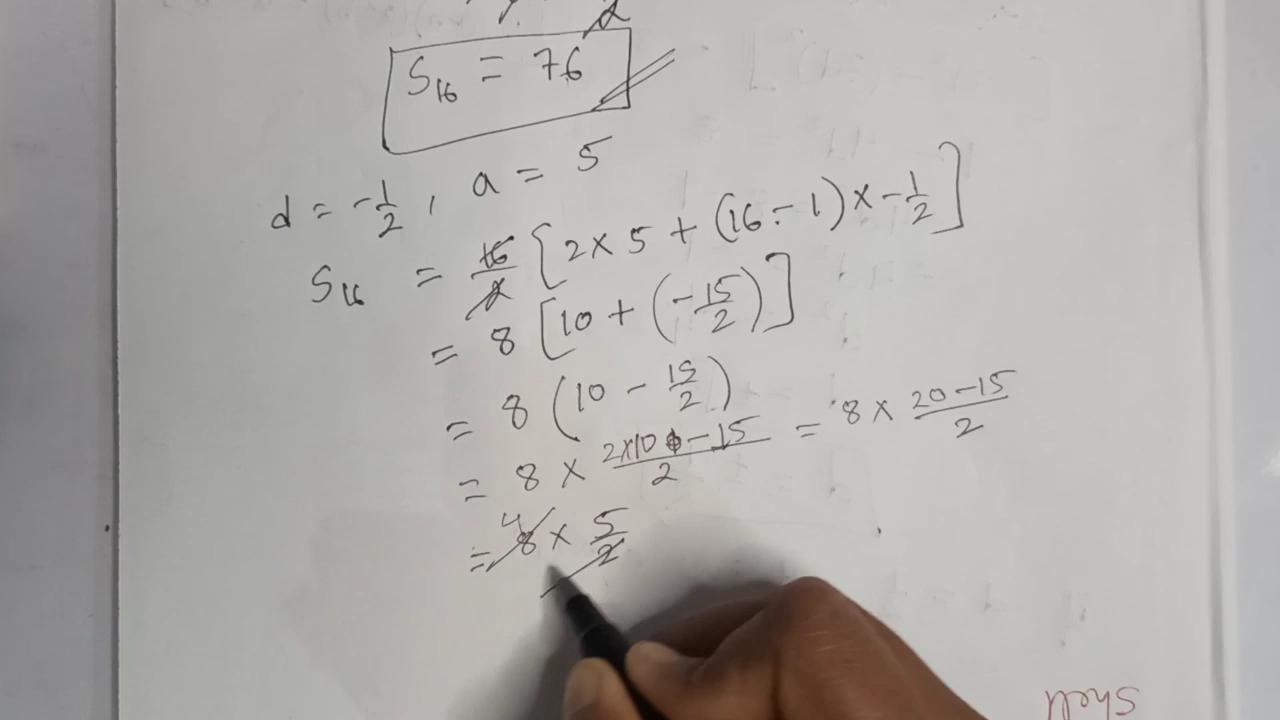 S₁₆ = 76
d = -1/2 , a = 5
S₁₆ = 16/2 [2×5 + (16-1)×-1/2]
= 8 [10 + (-15/2)]
= 8 (10 - 15/2)
= 8 × (2×10-15)/2 = 8 × (20-15)/2
= 8 × 5/2
4
Shell